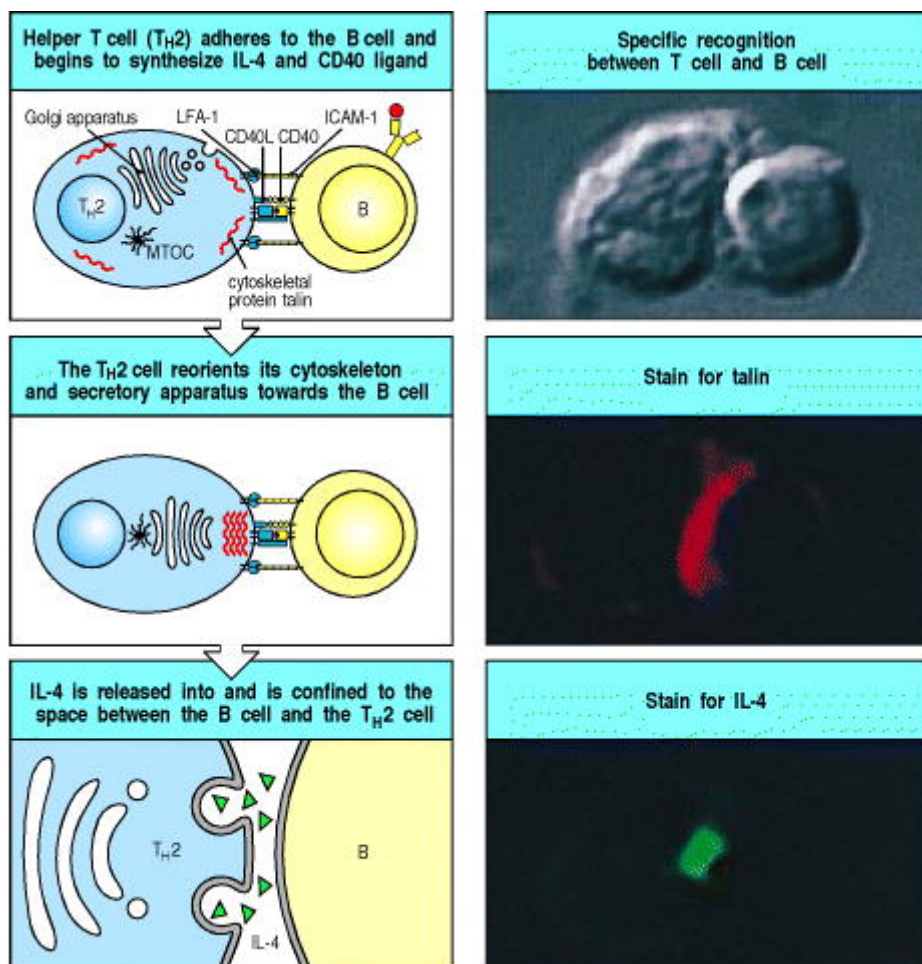 Helper T cell (TH2) adheres to the B cell and
begins to synthesize IL-4 and CD40 ligand
Golgi apparatus
LFA-1
ICAM-1
CD40L CD40
TH2
B
MTOC
cytoskeletal
protein talin
Specific recognition
between T cell and B cell
The TH2 cell reorients its cytoskeleton
and secretory apparatus towards the B cell
Stain for talin
IL-4 is released into and is confined to the
space between the B cell and the TH2 cell
TH2
B
IL-4
Stain for IL-4